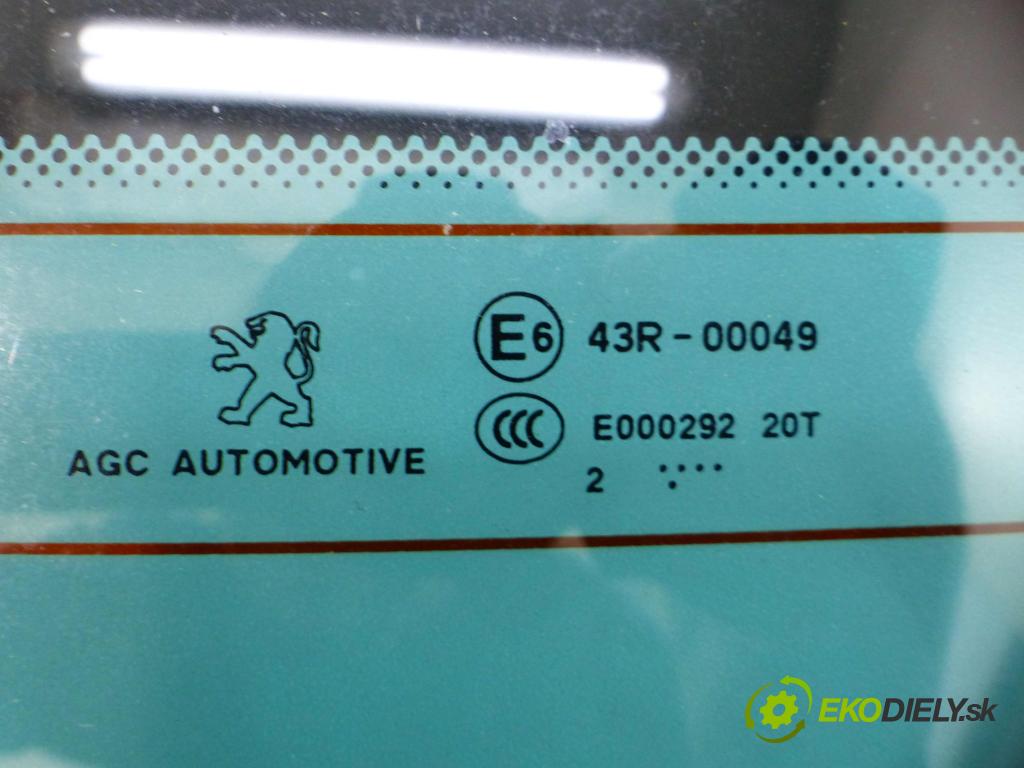 E6 43R-00049
CCC E000292 20T
AGC AUTOMOTIVE
2
EKODIELY.sk